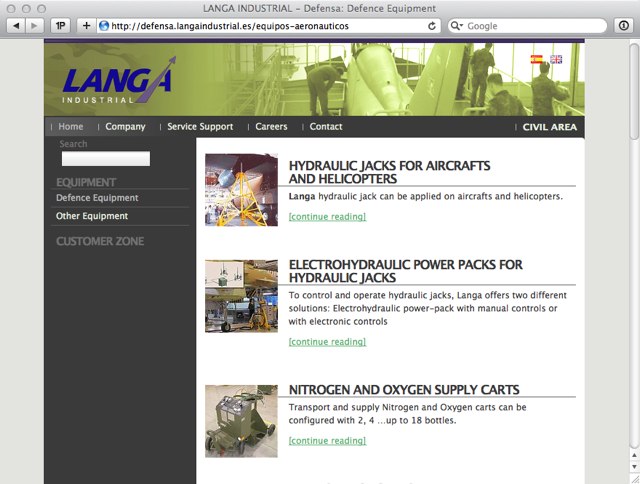 LANGA INDUSTRIAL - Defensa: Defence Equipment
1P
http://defensa.langaindustrial.es/equipos-aeronauticos
Google
LANGA
INDUSTRIAL
Home
Company
Service Support
Careers
Contact
CIVIL AREA
Search
EQUIPMENT
Defence Equipment
Other Equipment
CUSTOMER ZONE
HYDRAULIC JACKS FOR AIRCRAFTS
AND HELICOPTERS
Langa hydraulic jack can be applied on aircrafts and helicopters.
[continue reading]
ELECTROHYDRAULIC POWER PACKS FOR
HYDRAULIC JACKS
To control and operate hydraulic jacks, Langa offers two different
solutions: Electrohydraulic power-pack with manual controls or
with electronic controls
[continue reading]
NITROGEN AND OXYGEN SUPPLY CARTS
Transport and supply Nitrogen and Oxygen carts can be
configured with 2, 4 ...up to 18 bottles.
[continue reading]